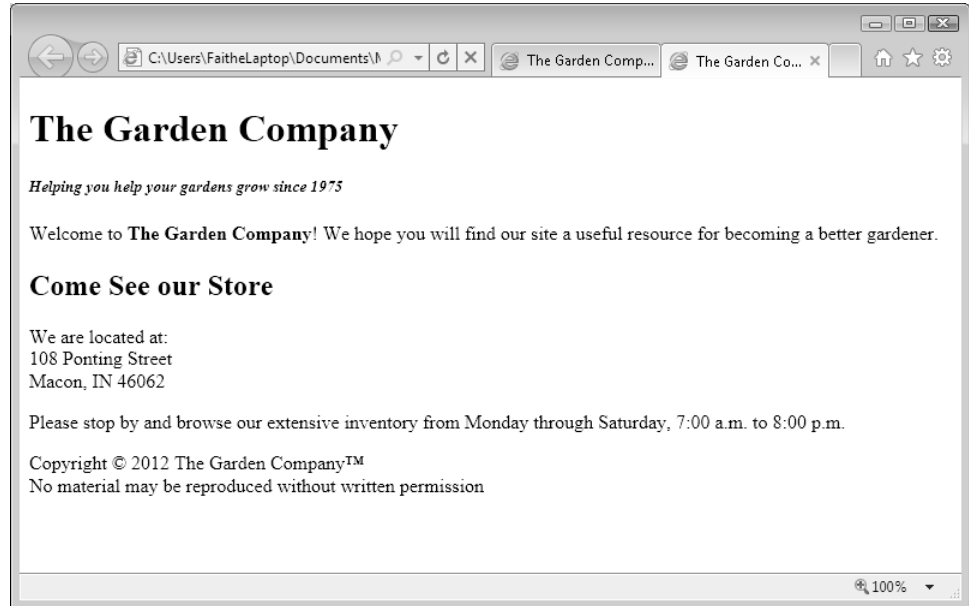 C:\Users\FaitheLaptop\Documents\M
The Garden Comp...
The Garden Co...
The Garden Company
Helping you help your gardens grow since 1975
Welcome to The Garden Company! We hope you will find our site a useful resource for becoming a better gardener.
Come See our Store
We are located at:
108 Ponting Street
Macon, IN 46062
Please stop by and browse our extensive inventory from Monday through Saturday, 7:00 a.m. to 8:00 p.m.
Copyright © 2012 The Garden Company™
No material may be reproduced without written permission
100%